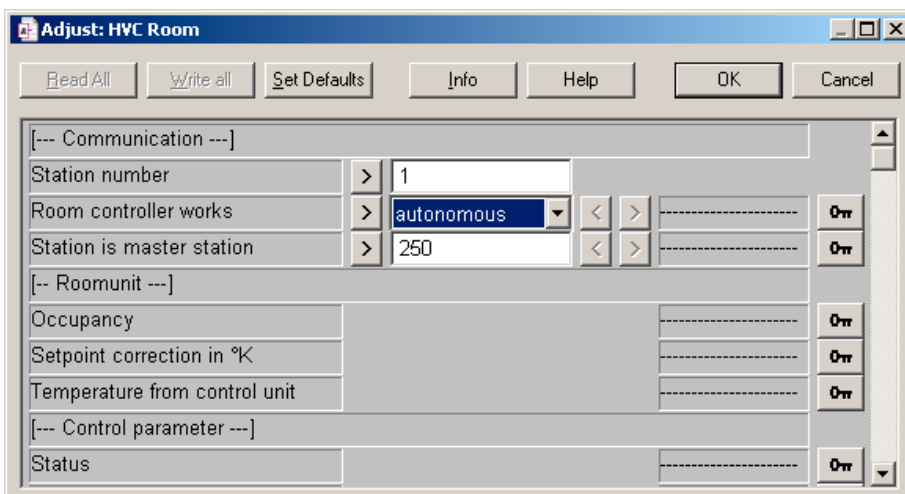 Adjust: HVC Room
Read All Write all Set Defaults Info Help OK Cancel
[--- Communication ---]
Station number > 1
Room controller works > autonomous < > ----------------------
Station is master station > 250 < > ----------------------
[-- Roomunit ---]
Occupancy ----------------------
Setpoint correction in °K ----------------------
Temperature from control unit ----------------------
[--- Control parameter ---]
Status ----------------------